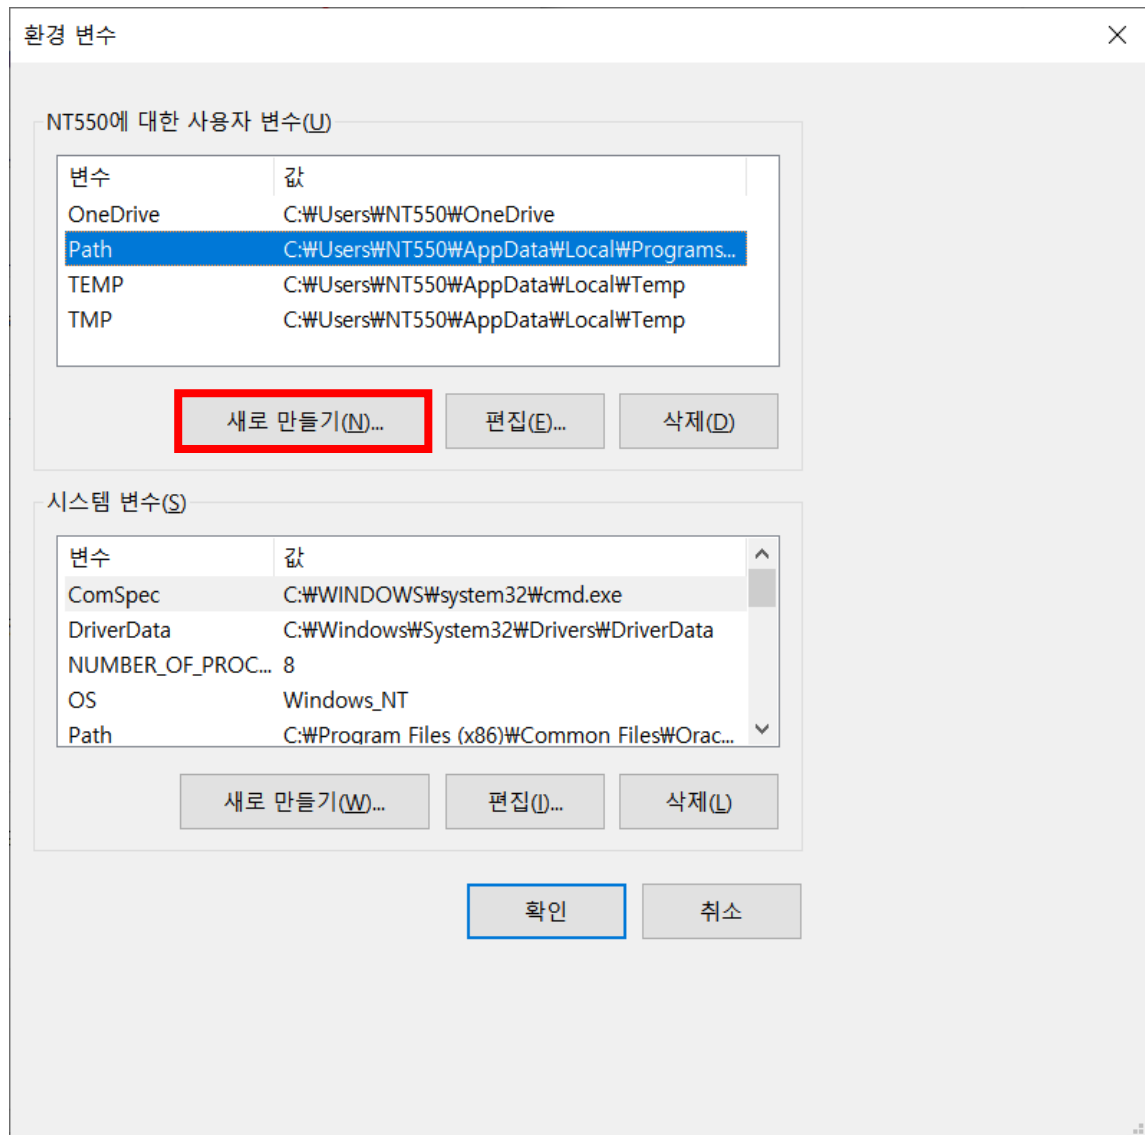 환경 변수
NT550에 대한 사용자 변수(U)
변수 값
OneDrive C:₩Users₩NT550₩OneDrive
Path C:₩Users₩NT550₩AppData₩Local₩Programs...
TEMP C:₩Users₩NT550₩AppData₩Local₩Temp
TMP C:₩Users₩NT550₩AppData₩Local₩Temp
새로 만들기(N)... 편집(E)... 삭제(D)
시스템 변수(S)
변수 값
ComSpec C:₩WINDOWS₩system32₩cmd.exe
DriverData C:₩Windows₩System32₩Drivers₩DriverData
NUMBER_OF_PROC... 8
OS Windows_NT
Path C:₩Program Files (x86)₩Common Files₩Orac...
새로 만들기(W)... 편집(I)... 삭제(L)
확인 취소